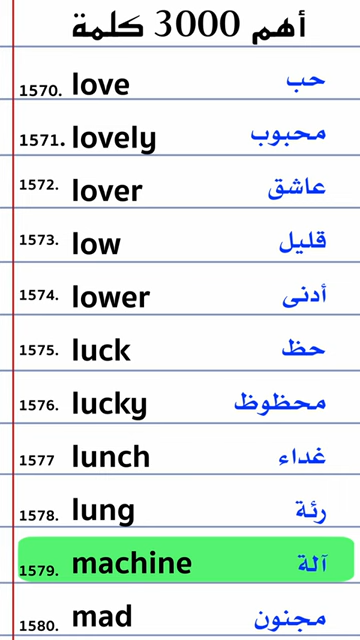 أهم 3000 كلمة
1570. love حب
1571. lovely محبوب
1572. lover عاشق
1573. low قليل
1574. lower أدنى
1575. luck حظ
1576. lucky محظوظ
1577 lunch غداء
1578. lung رئة
1579. machine آلة
1580. mad مجنون